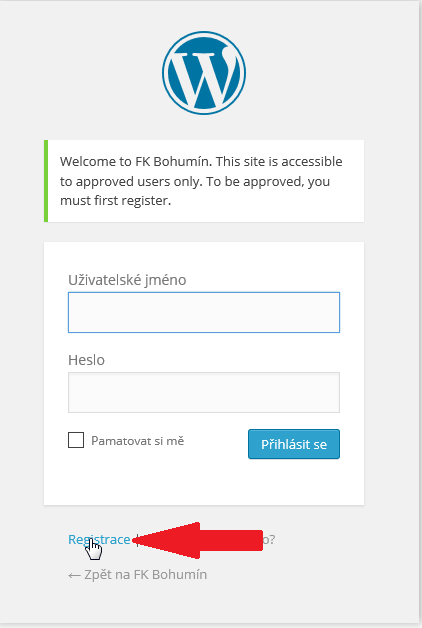 Welcome to FK Bohumín. This site is accessible
to approved users only. To be approved, you
must first register.
Uživatelské jméno
Heslo
Pamatovat si mě
Přihlásit se
Registrace |
← Zpět na FK Bohumín